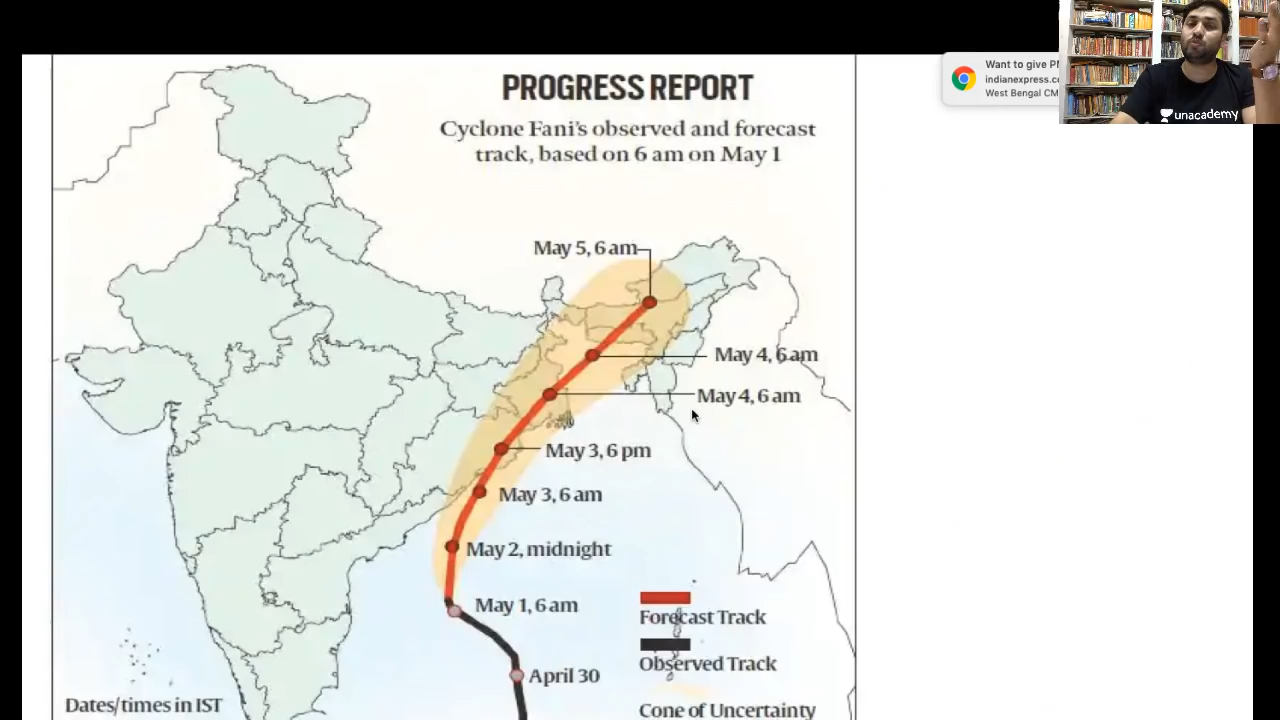 PROGRESS REPORT
Cyclone Fani's observed and forecast
track, based on 6 am on May 1
Want to give
indianexpress.co
West Bengal CM
unacademy
May 5, 6 am
May 4, 6 am
May 4, 6 am
May 3, 6 pm
May 3, 6 am
May 2, midnight
May 1, 6 am
Forecast Track
Observed Track
April 30
Dates/times in IST
Cone of Uncertainty